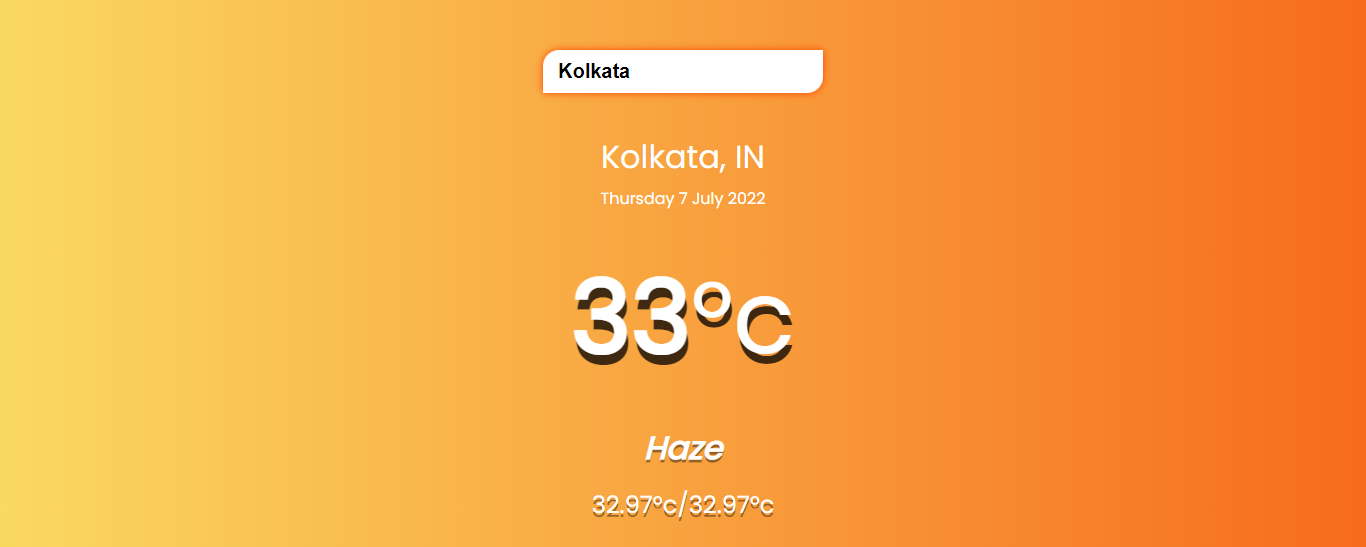 Kolkata
Kolkata, IN
Thursday 7 July 2022
33°c
Haze
32.97°c/32.97°c